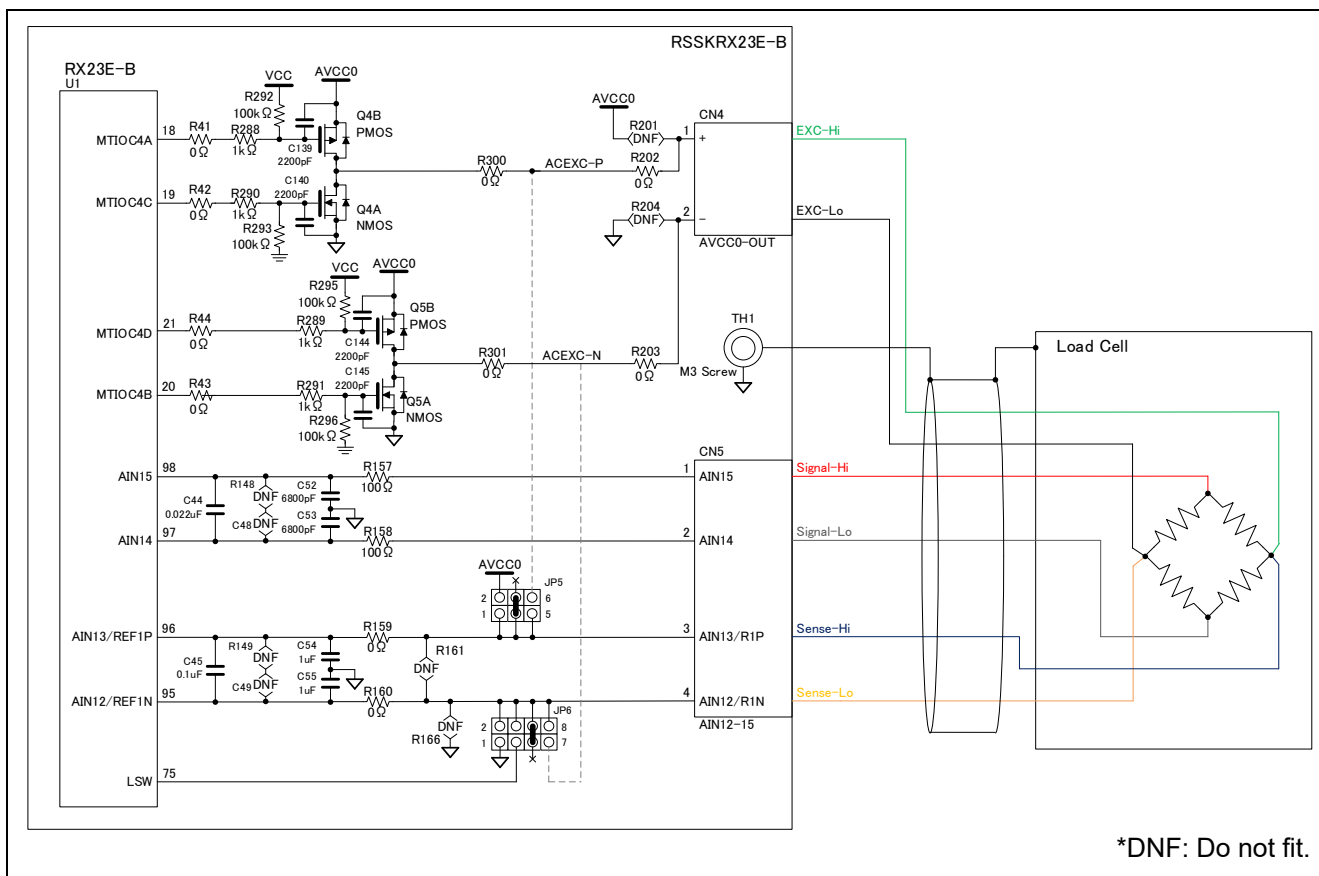 RSSKRX23E-B
RX23E-B
U1
VCC
AVCC0
R292
100kΩ
Q4B
PMOS
MTIOC4A
18
R41
0Ω
R288
1kΩ
C139
2200pF
R300
0Ω
ACEXC-P
C140
2200pF
MTIOC4C
19
R42
0Ω
R290
1kΩ
R293
100kΩ
Q4A
NMOS
AVCC0
R201
DNF
R202
0Ω
R204
DNF
CN4
1
+
2
−
AVCC0-OUT
EXC-Hi
EXC-Lo
VCC
AVCC0
R295
100kΩ
Q5B
PMOS
MTIOC4D
21
R44
0Ω
R289
1kΩ
C144
2200pF
R301
0Ω
ACEXC-N
R203
0Ω
C145
2200pF
MTIOC4B
20
R43
0Ω
R291
1kΩ
R296
100kΩ
Q5A
NMOS
TH1
M3 Screw
Load Cell
AIN15
98
C44
0.022uF
R148
DNF
C48
DNF
C52
6800pF
C53
6800pF
R157
100Ω
AIN14
97
R158
100Ω
CN5
1
AIN15
Signal-Hi
2
AIN14
Signal-Lo
AVCC0
JP5
2
6
1
5
AIN13/REF1P
96
C45
0.1uF
R149
DNF
C49
DNF
C54
1uF
C55
1uF
R159
0Ω
R161
DNF
3
AIN13/R1P
Sense-Hi
AIN12/REF1N
95
R160
0Ω
DNF
R166
4
AIN12/R1N
Sense-Lo
AIN12-15
JP6
2
8
1
7
LSW
75
*DNF: Do not fit.